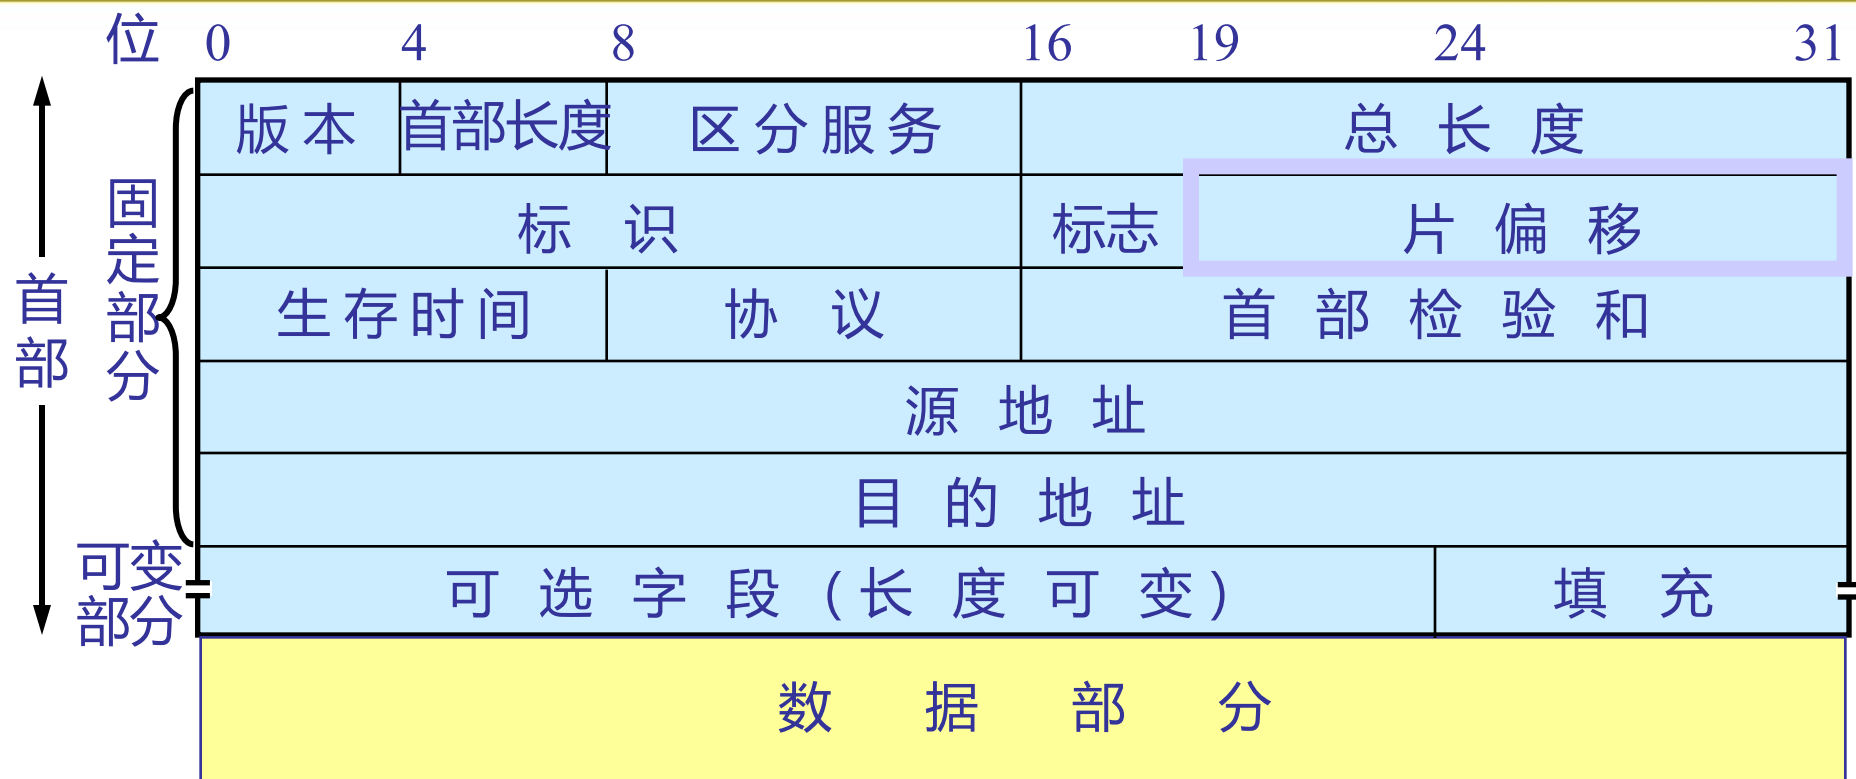 位 0 4 8 16 19 24 31
版本 首部长度 区分服务 总长度
标识 标志 片偏移
生存时间 协议 首部检验和
源地址
目的地址
可选字段(长度可变) 填充
数据部分
首部
固定部分
可变
部分